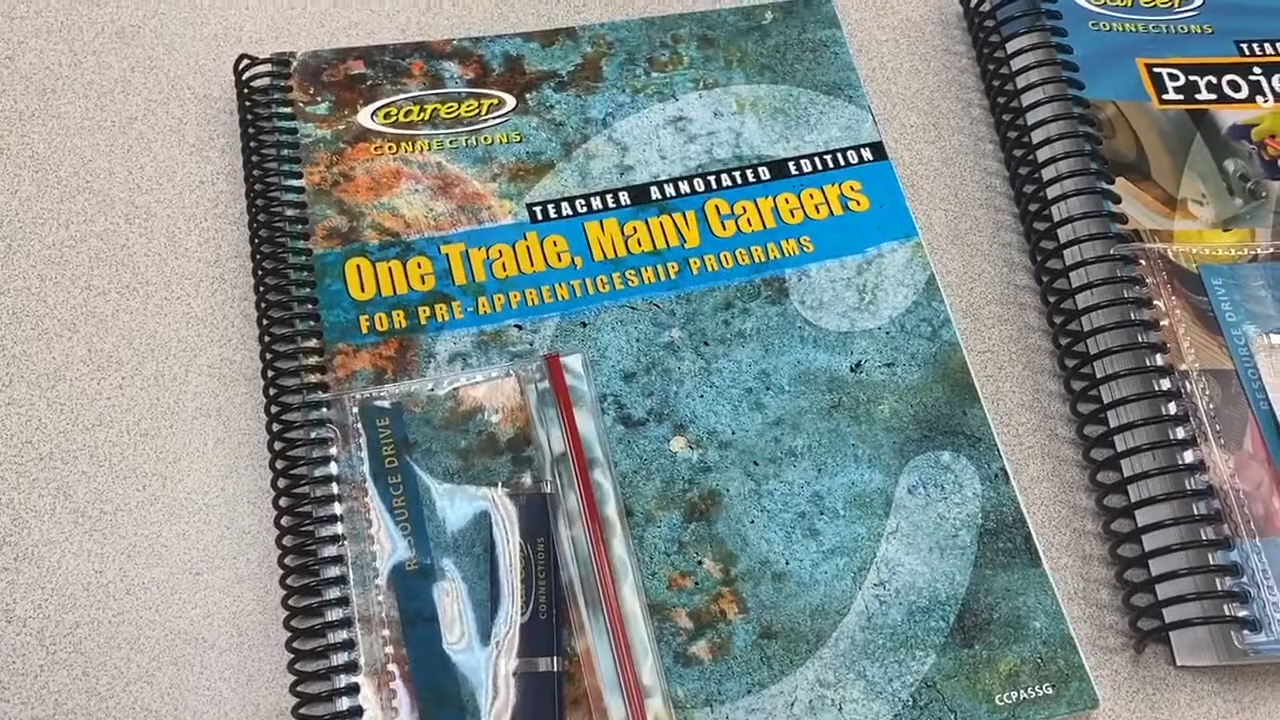 career
CONNECTIONS
TEACHER ANNOTATED EDITION
One Trade, Many Careers
FOR PRE-APPRENTICESHIP PROGRAMS
RESOURCE DRIVE
CONNECTIONS
CCPASSG
career
CONNECTIONS
RESOURCE DRIVE